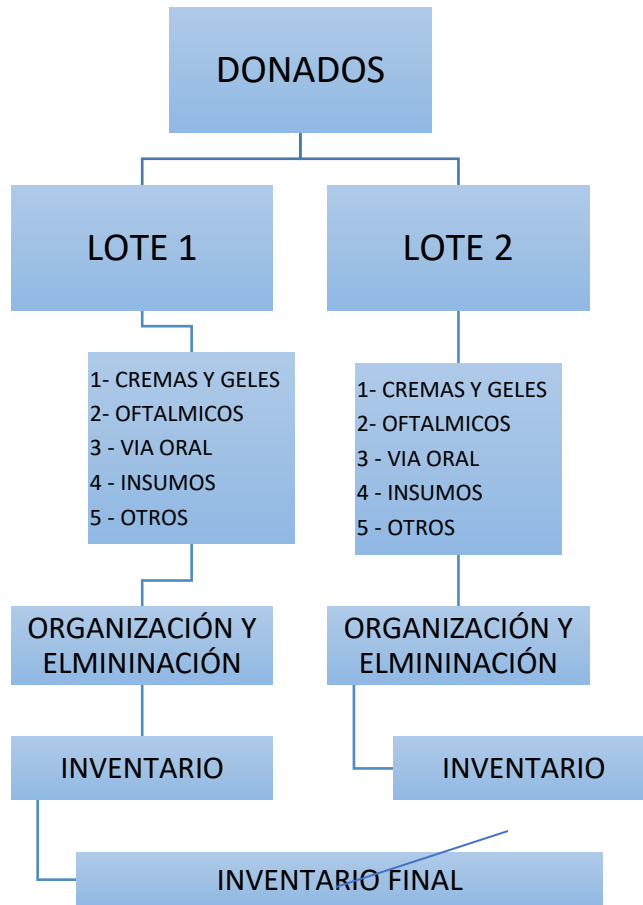 DONADOS
LOTE 1
LOTE 2
1- CREMAS Y GELES
2- OFTALMICOS
3 - VIA ORAL
4 - INSUMOS
5 - OTROS
1- CREMAS Y GELES
2- OFTALMICOS
3 - VIA ORAL
4 - INSUMOS
5 - OTROS
ORGANIZACIÓN Y
ELMININACIÓN
ORGANIZACIÓN Y
ELMININACIÓN
INVENTARIO
INVENTARIO
INVENTARIO FINAL